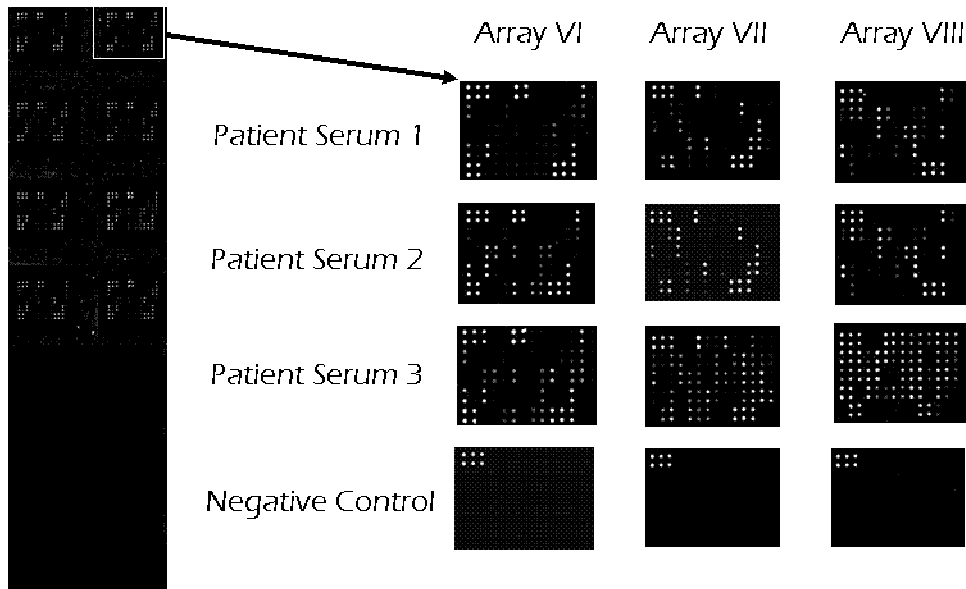 Array VI Array VII Array VIII
Patient Serum 1
Patient Serum 2
Patient Serum 3
Negative Control